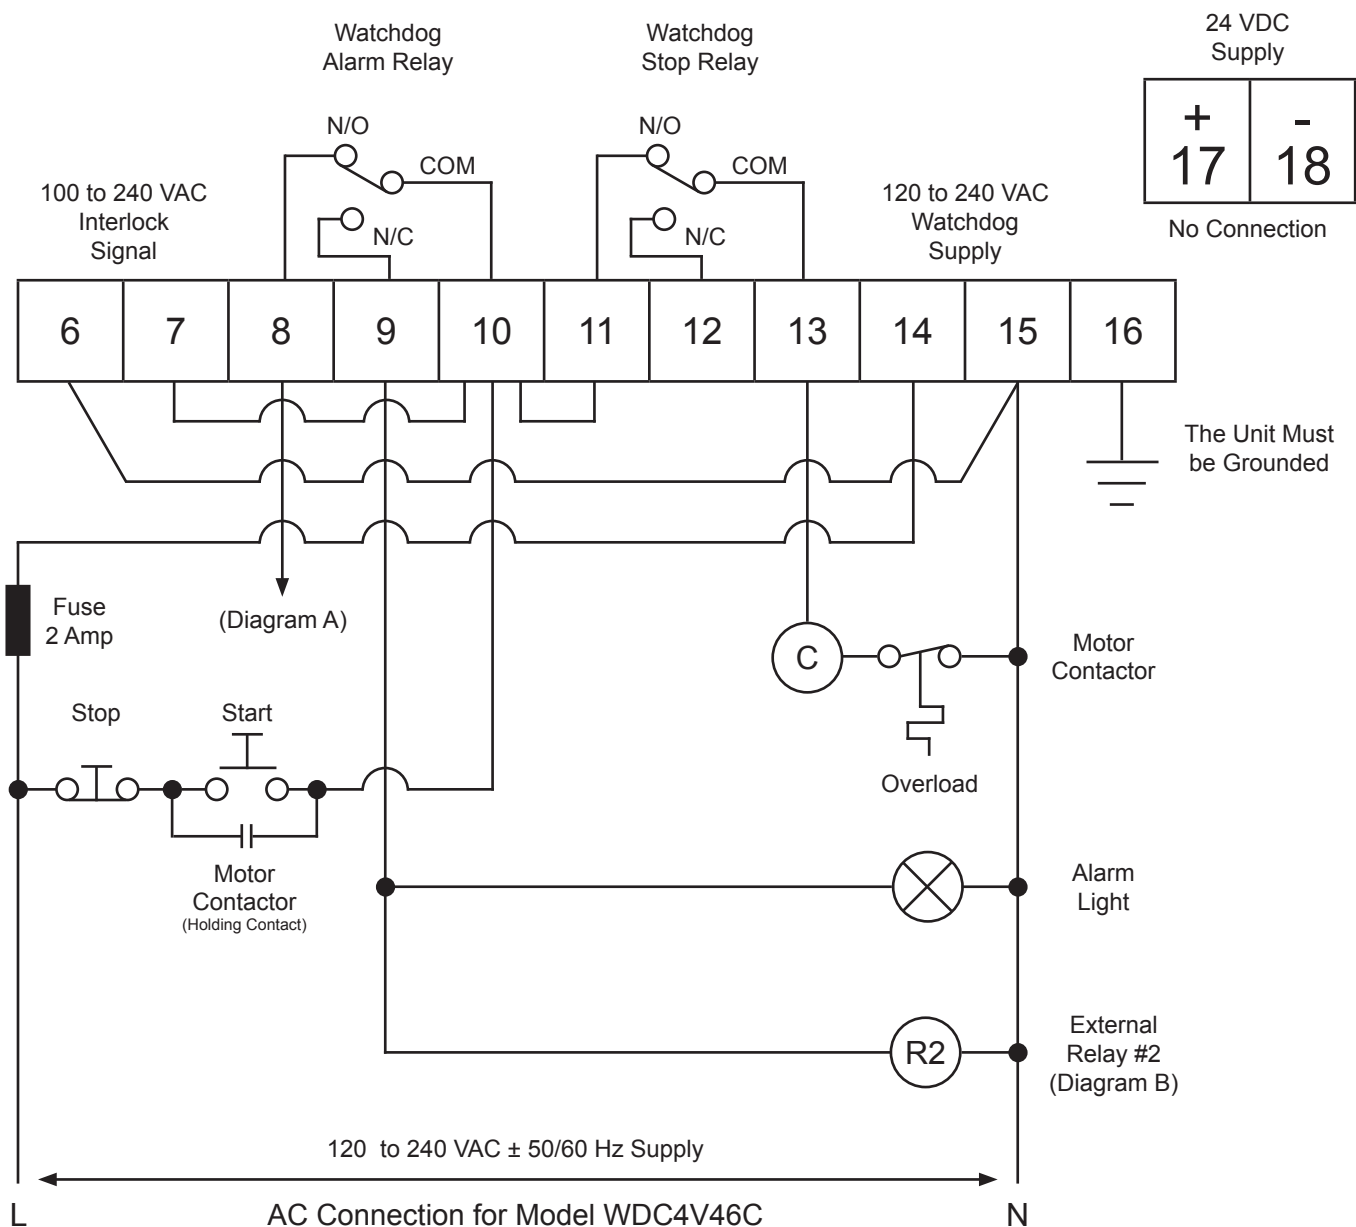 Watchdog
Alarm Relay
Watchdog
Stop Relay
24 VDC
Supply
N/O
COM
N/C
N/O
COM
N/C
+ -
17 18
No Connection
100 to 240 VAC
Interlock
Signal
120 to 240 VAC
Watchdog
Supply
6 7 8 9 10 11 12 13 14 15 16
The Unit Must
be Grounded
Fuse
2 Amp
(Diagram A)
C
Motor
Contactor
Overload
Stop
Start
Motor
Contactor
(Holding Contact)
Alarm
Light
R2
External
Relay #2
(Diagram B)
120 to 240 VAC ± 50/60 Hz Supply
L
AC Connection for Model WDC4V46C
N